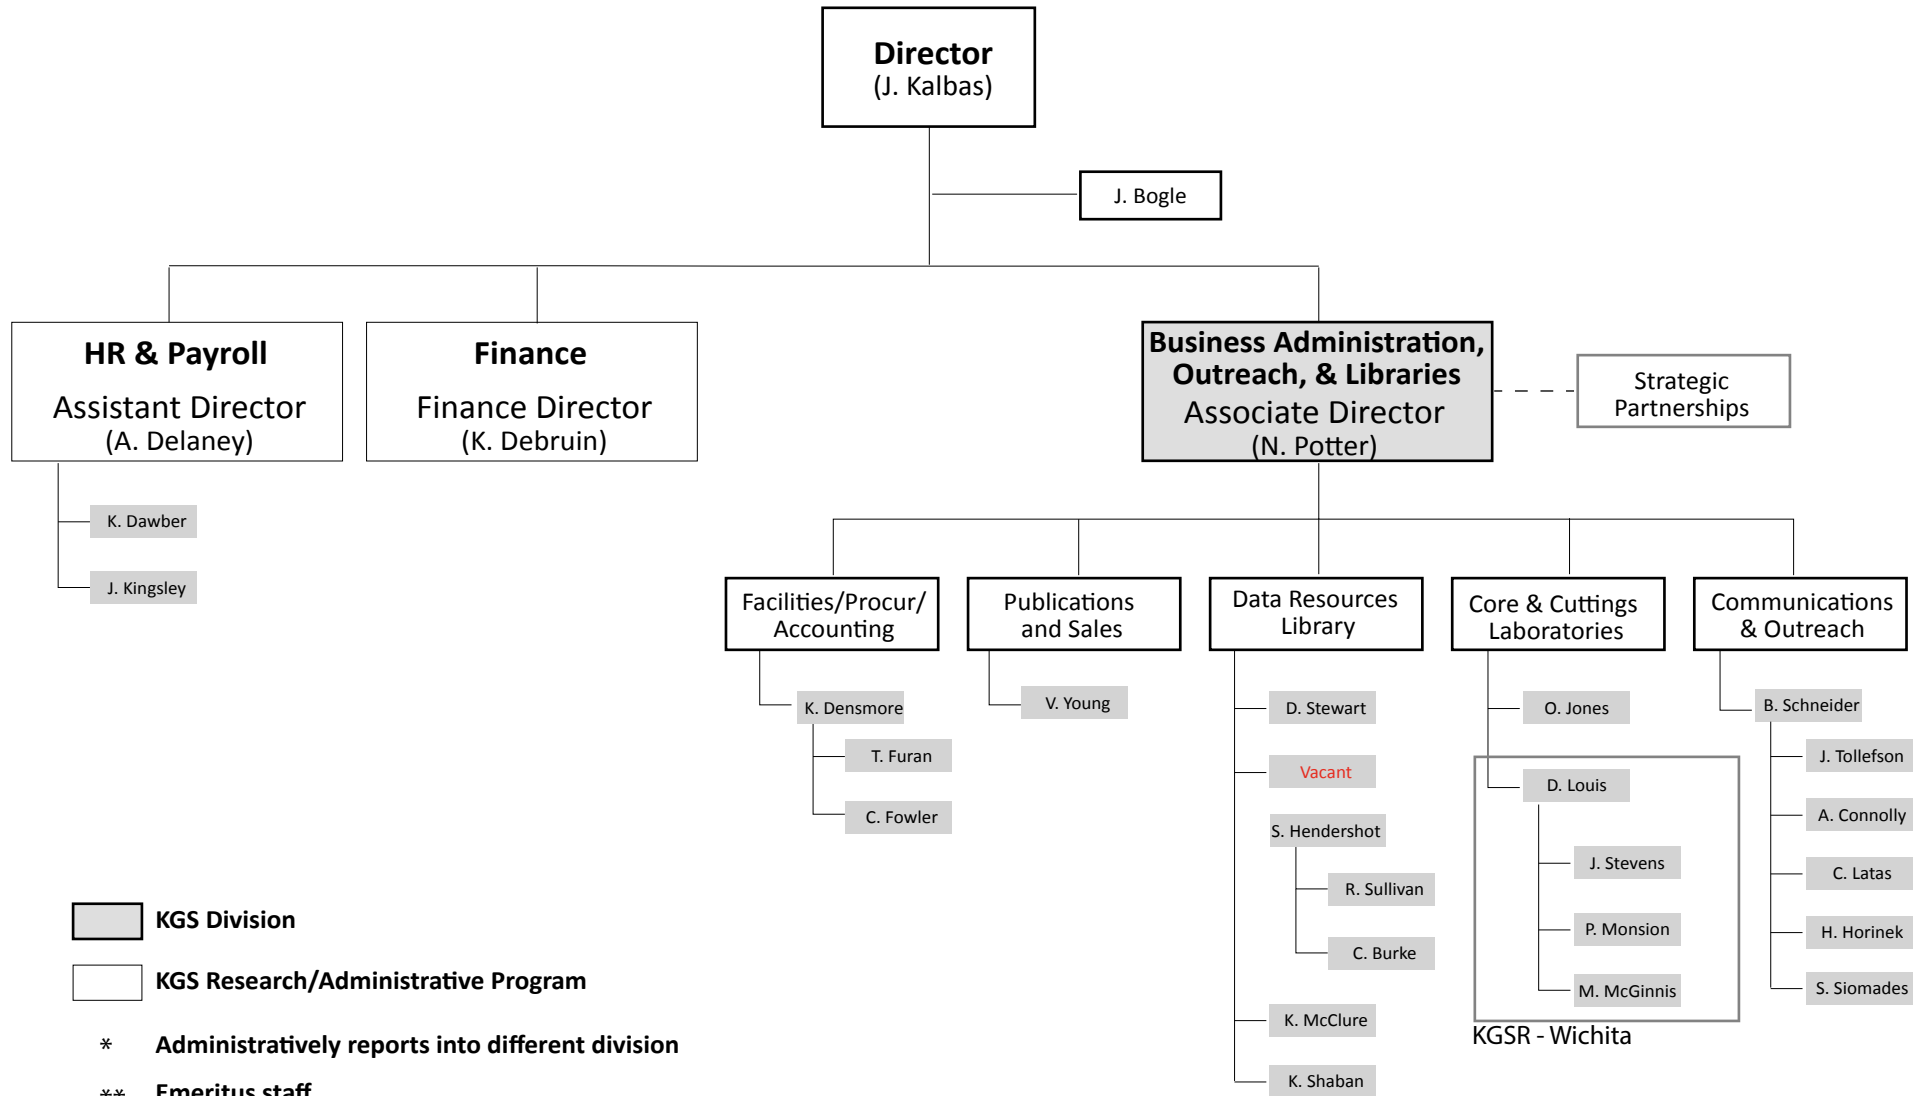 Director
(J. Kalbas)
J. Bogle
HR & Payroll
Assistant Director
(A. Delaney)
Finance
Finance Director
(K. Debruin)
Business Administration,
Outreach, & Libraries
Associate Director
(N. Potter)
Strategic
Partnerships
K. Dawber
J. Kingsley
Facilities/Procur/
Accounting
K. Densmore
T. Furan
C. Fowler
Publications
and Sales
V. Young
Data Resources
Library
D. Stewart
Vacant
S. Hendershot
R. Sullivan
C. Burke
K. McClure
K. Shaban
Core & Cuttings
Laboratories
O. Jones
D. Louis
J. Stevens
P. Monsion
M. McGinnis
KGSR - Wichita
Communications
& Outreach
B. Schneider
J. Tollefson
A. Connolly
C. Latas
H. Horinek
S. Siomades
KGS Division
KGS Research/Administrative Program
* Administratively reports into different division
** Emeritus staff